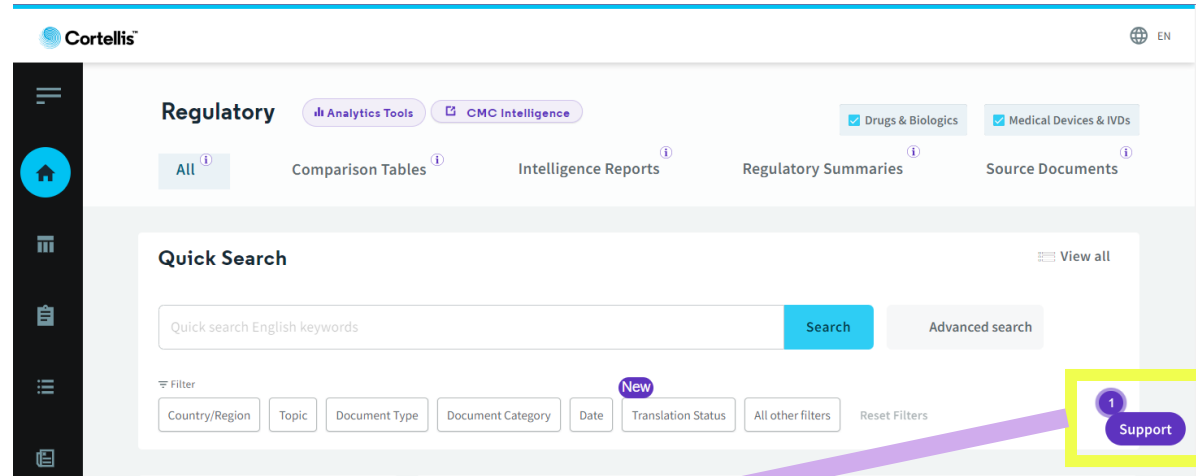 Cortellis™
EN
Regulatory
Analytics Tools
CMC Intelligence
Drugs & Biologics
Medical Devices & IVDs
All
Comparison Tables
Intelligence Reports
Regulatory Summaries
Source Documents
Quick Search
View all
Quick search English keywords
Search
Advanced search
Filter
New
Country/Region
Topic
Document Type
Document Category
Date
Translation Status
All other filters
Reset Filters
1
Support